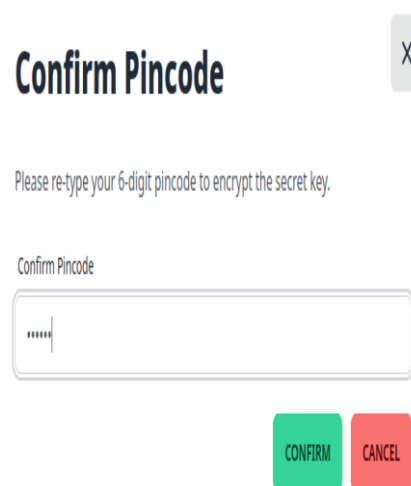 Confirm Pincode
Please re-type your 6-digit pincode to encrypt the secret key.
Confirm Pincode
••••••
CONFIRM CANCEL